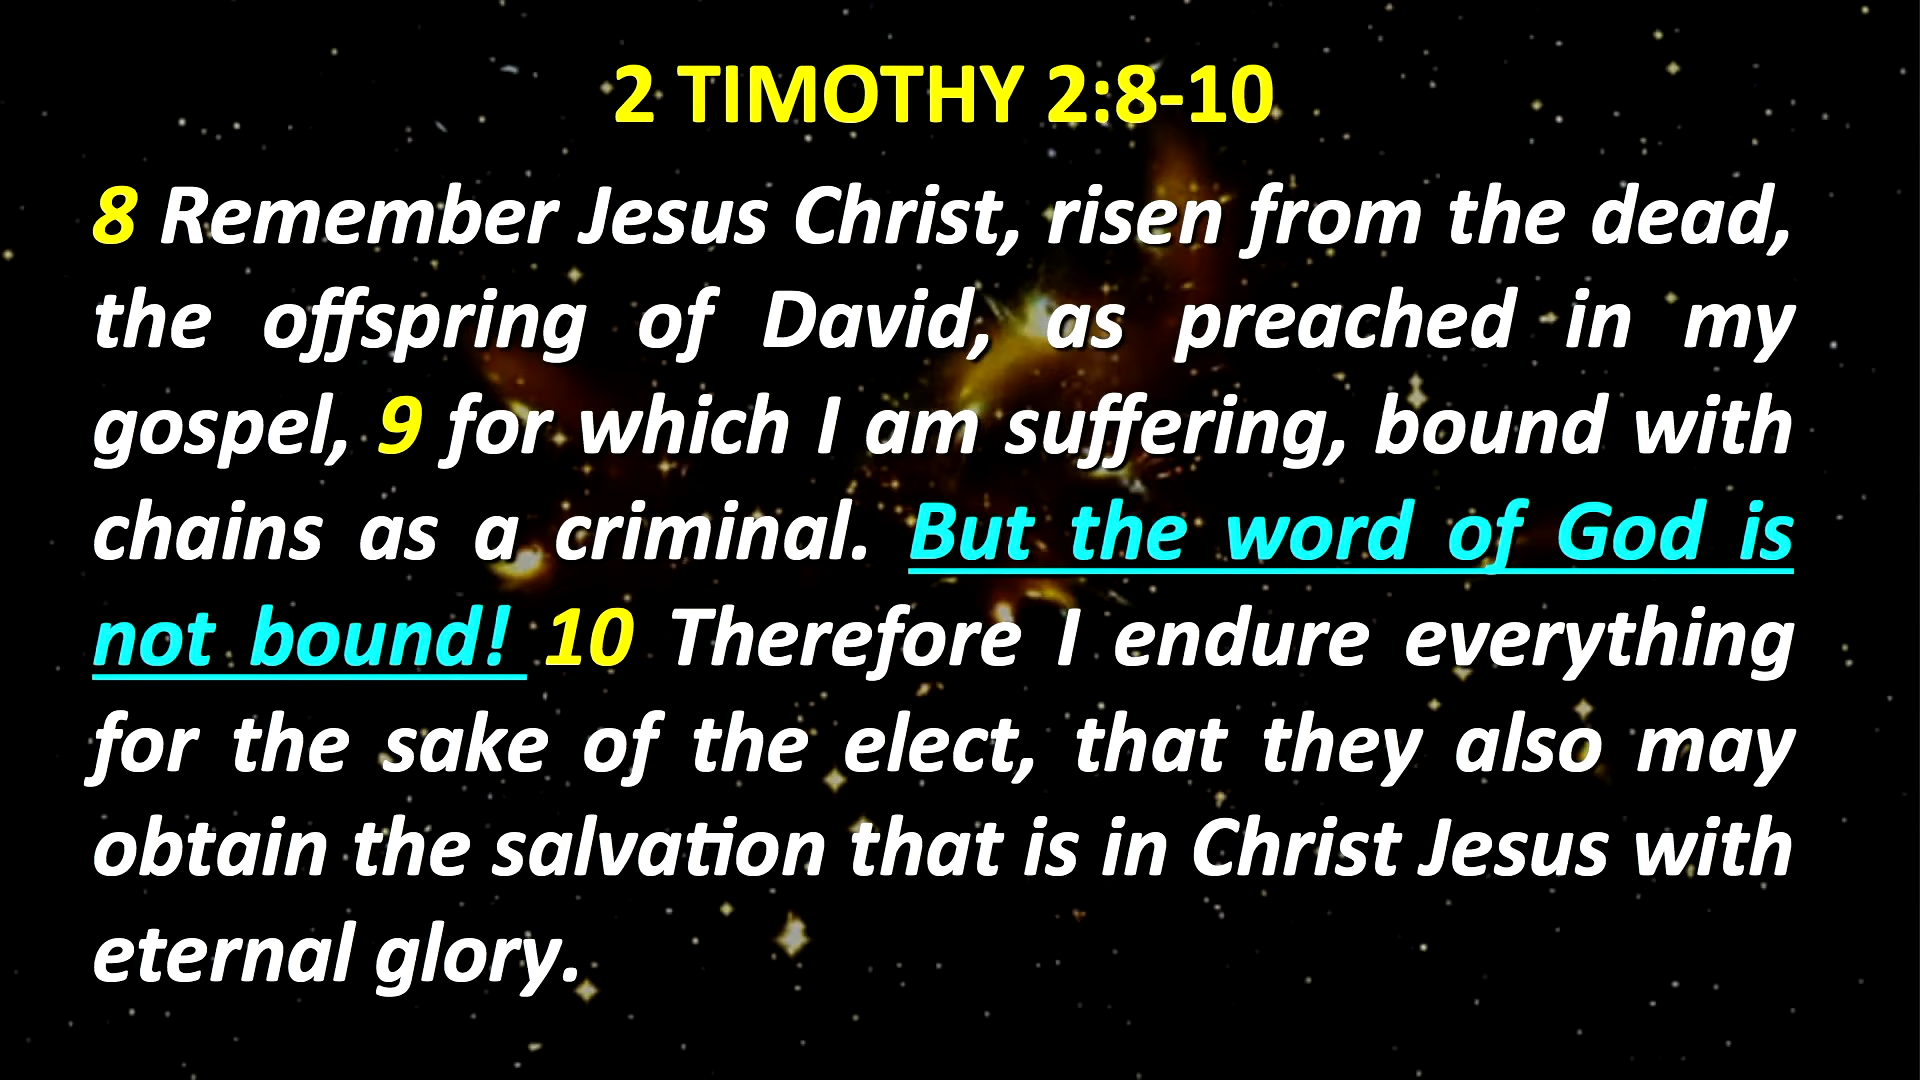 2 TIMOTHY 2:8-10
8 Remember Jesus Christ, risen from the dead,
the offspring of David, as preached in my
gospel, 9 for which I am suffering, bound with
chains as a criminal. But the word of God is
not bound! 10 Therefore I endure everything
for the sake of the elect, that they also may
obtain the salvation that is in Christ Jesus with
eternal glory.